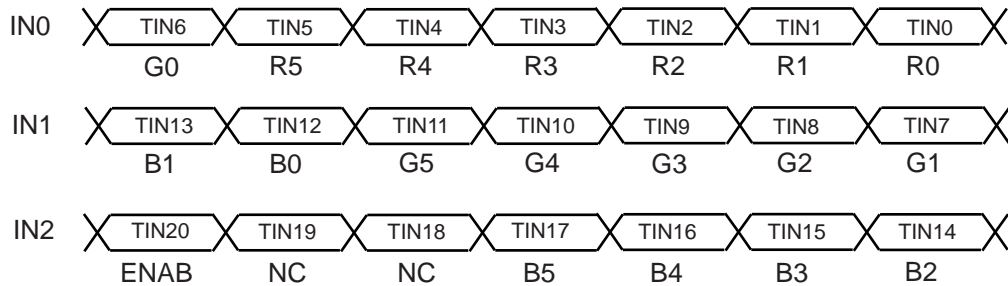 IN0 TIN6 TIN5 TIN4 TIN3 TIN2 TIN1 TIN0
G0 R5 R4 R3 R2 R1 R0
IN1 TIN13 TIN12 TIN11 TIN10 TIN9 TIN8 TIN7
B1 B0 G5 G4 G3 G2 G1
IN2 TIN20 TIN19 TIN18 TIN17 TIN16 TIN15 TIN14
ENAB NC NC B5 B4 B3 B2